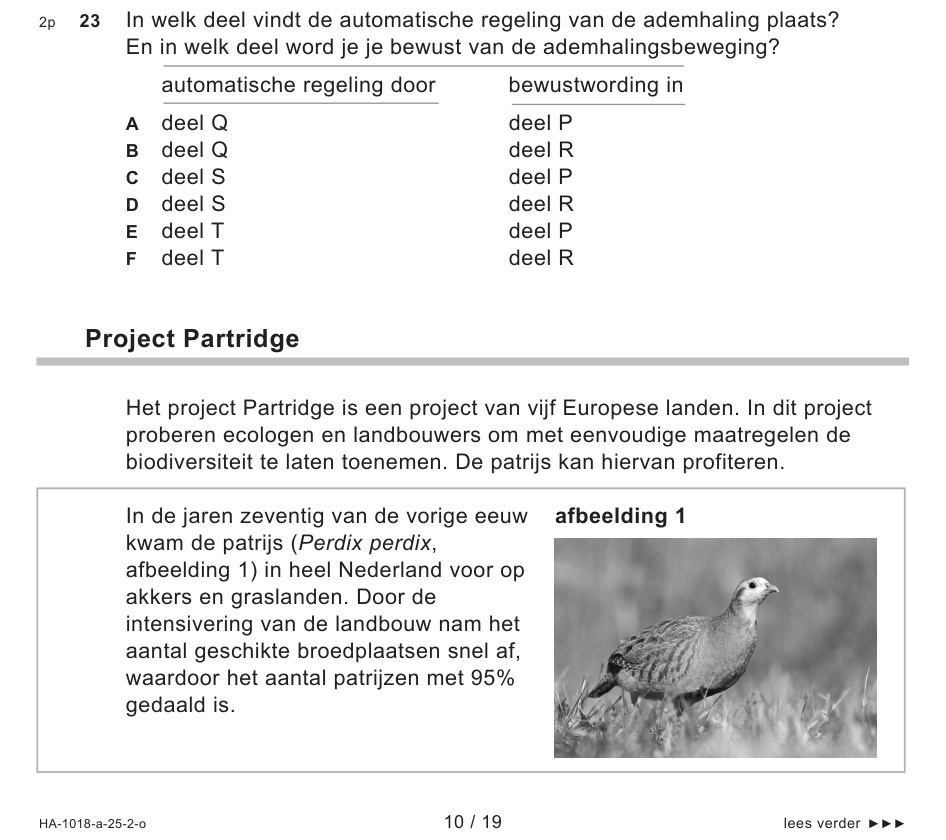 2p 23 In welk deel vindt de automatische regeling van de ademhaling plaats?
En in welk deel word je je bewust van de ademhalingsbeweging?
automatische regeling door bewustwording in
A deel Q deel P
B deel Q deel R
C deel S deel P
D deel S deel R
E deel T deel P
F deel T deel R
Project Partridge
Het project Partridge is een project van vijf Europese landen. In dit project
proberen ecologen en landbouwers om met eenvoudige maatregelen de
biodiversiteit te laten toenemen. De patrijs kan hiervan profiteren.
In de jaren zeventig van de vorige eeuw
kwam de patrijs (Perdix perdix,
afbeelding 1) in heel Nederland voor op
akkers en graslanden. Door de
intensivering van de landbouw nam het
aantal geschikte broedplaatsen snel af,
waardoor het aantal patrijzen met 95%
gedaald is.
afbeelding 1
HA-1018-a-25-2-o 10 / 19 lees verder ►►►